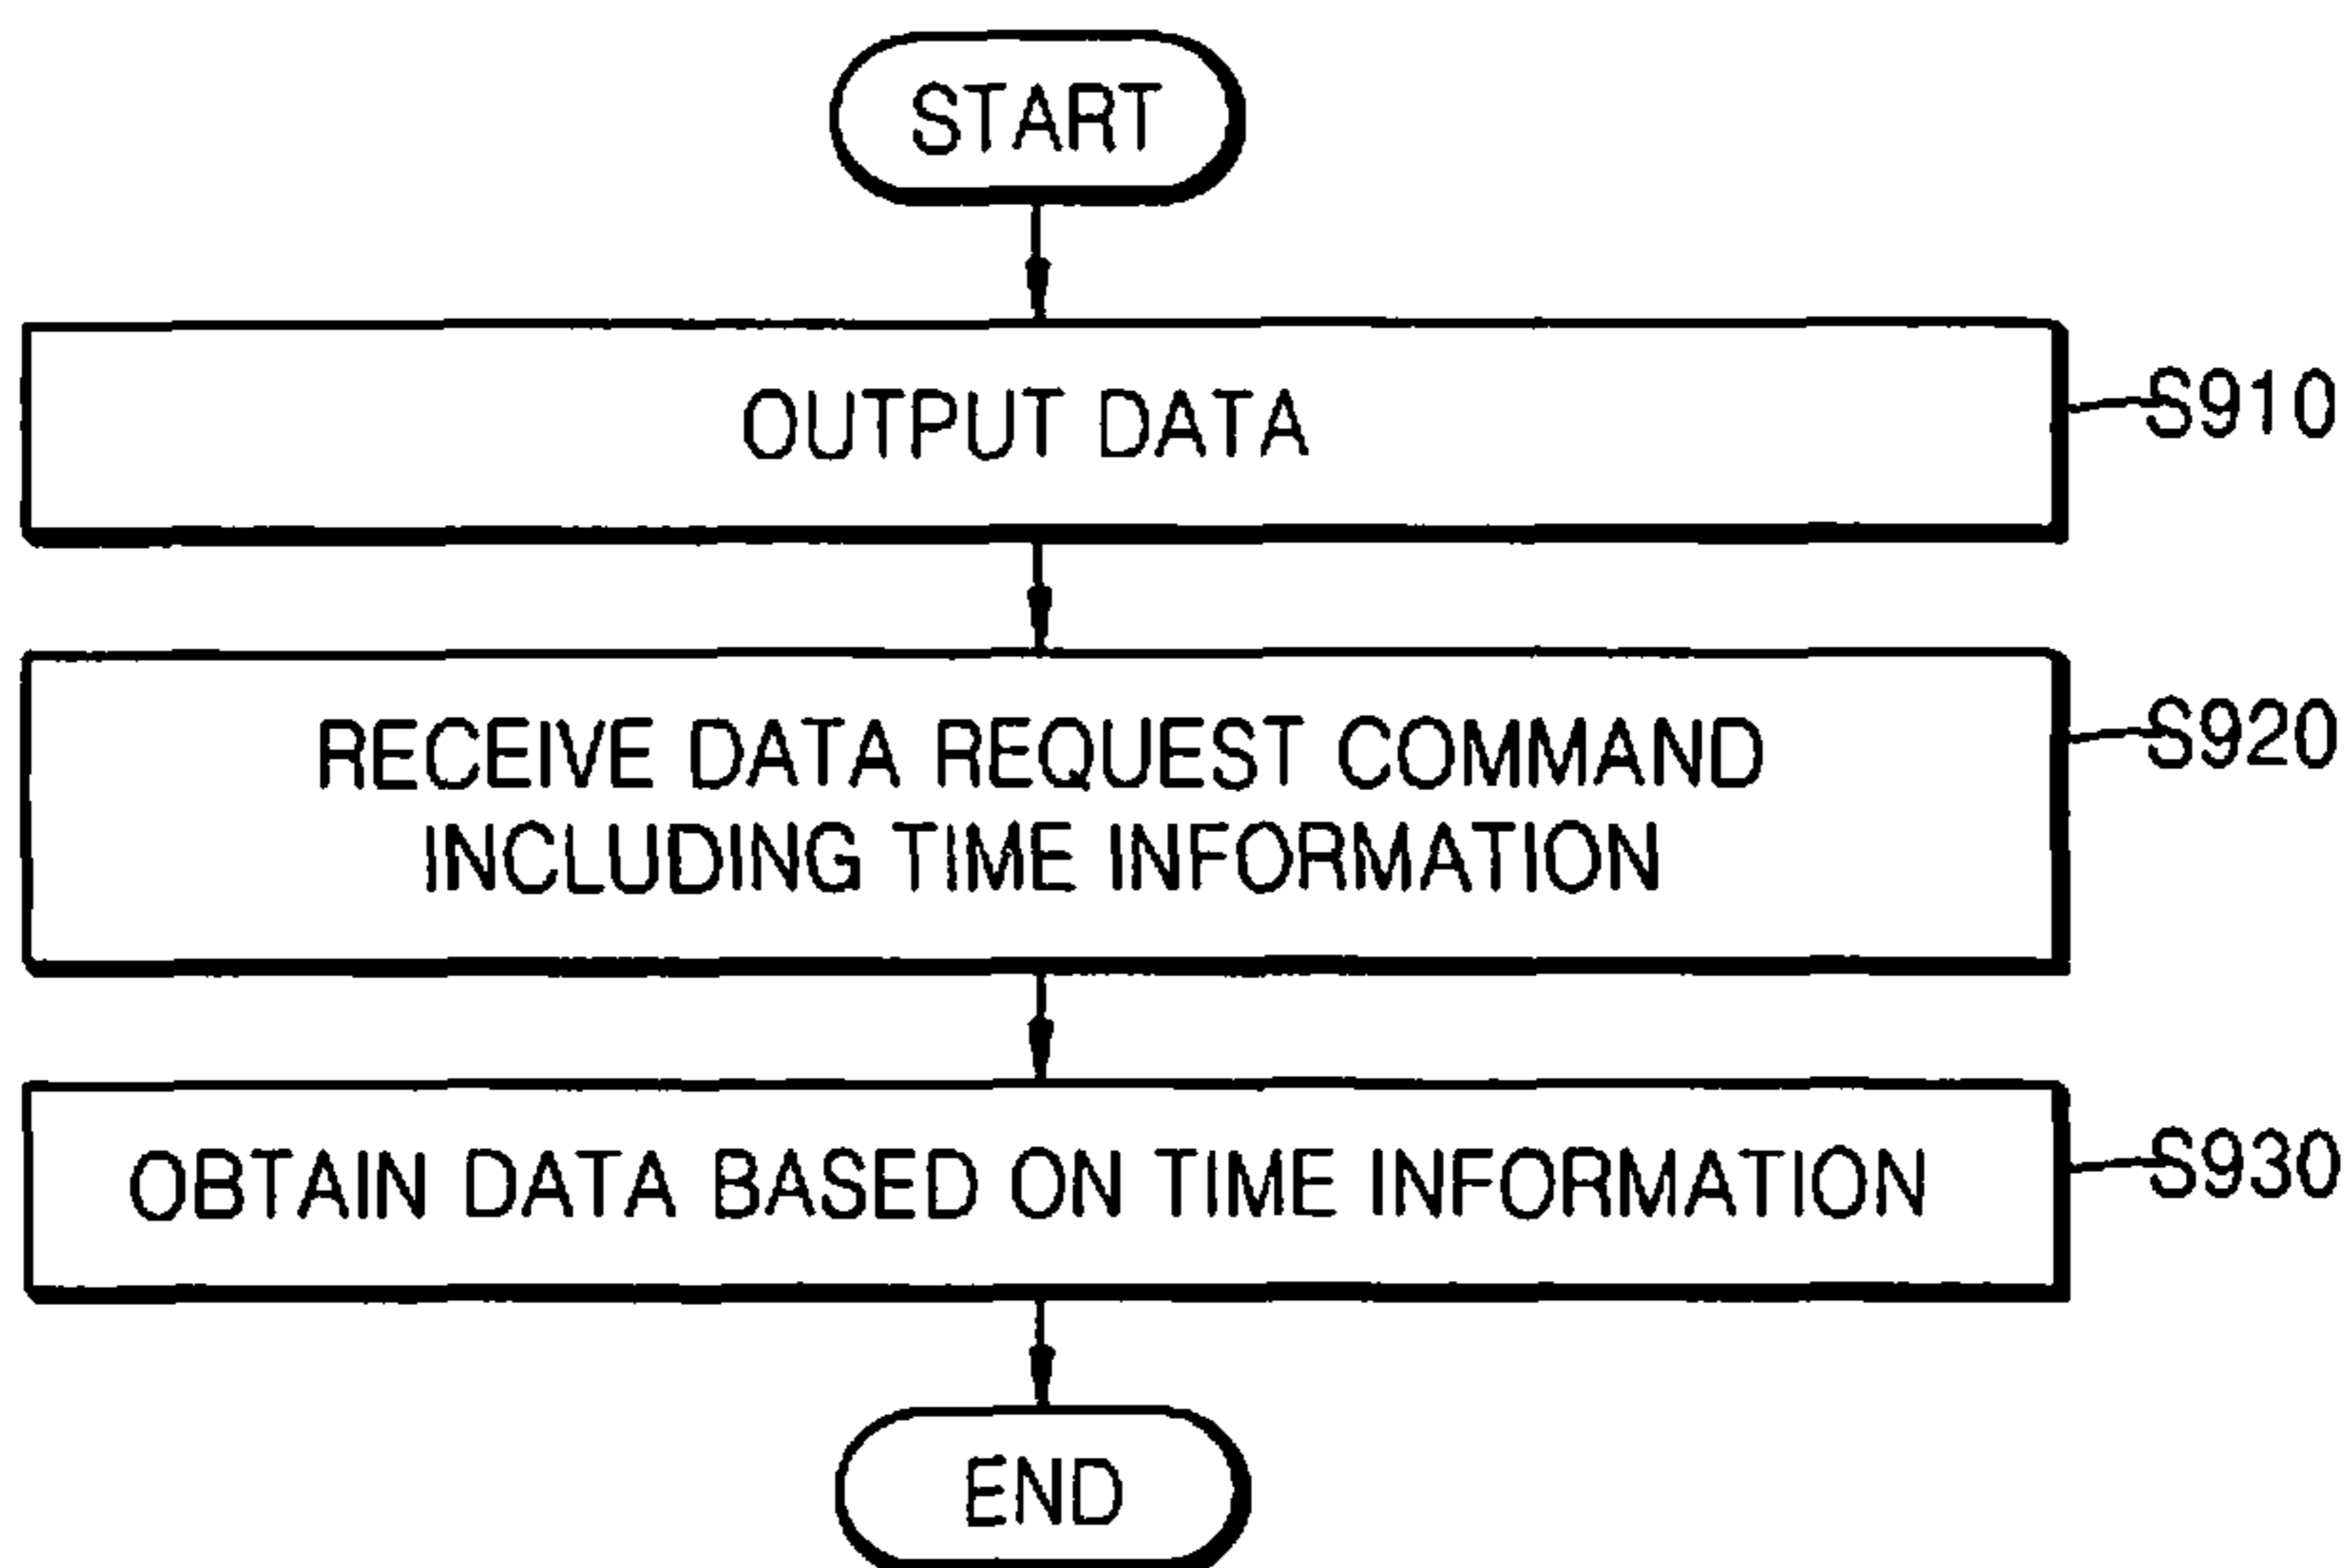 START
OUTPUT DATA
S910
RECEIVE DATA REQUEST COMMAND
INCLUDING TIME INFORMATION
S920
OBTAIN DATA BASED ON TIME INFORMATION
S930
END